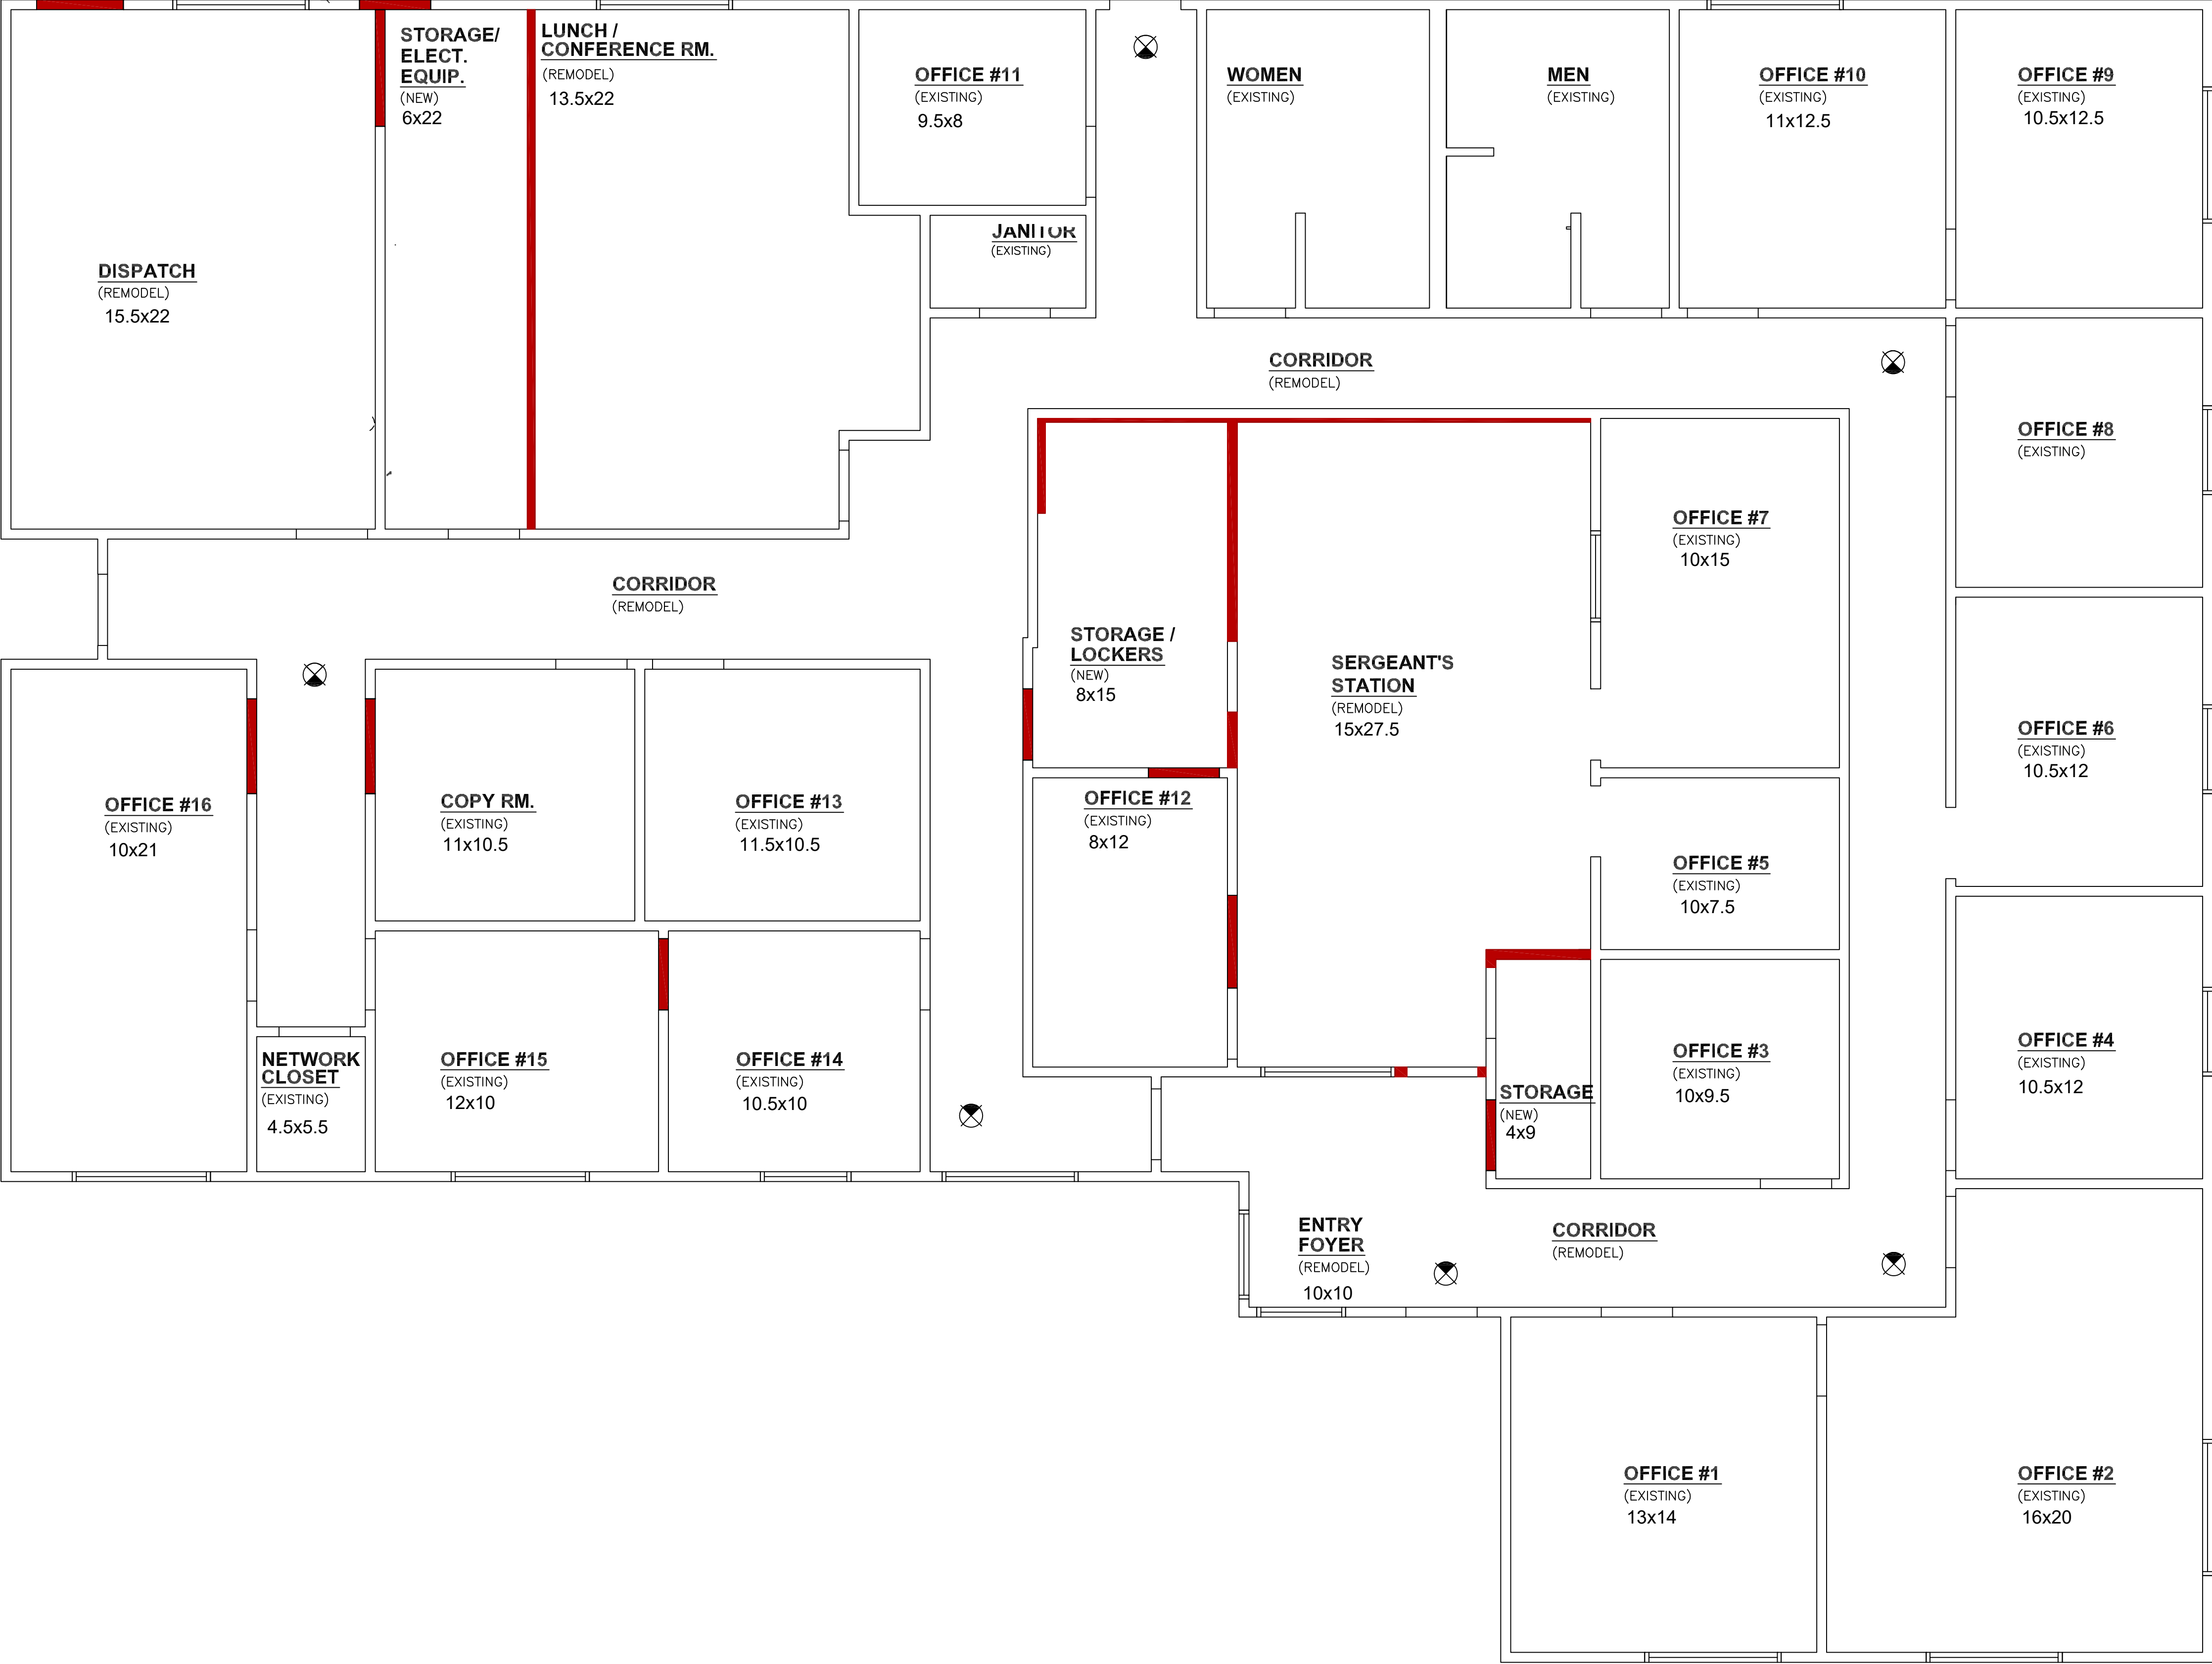 STORAGE/
ELECT.
EQUIP.
(NEW)
6x22
LUNCH /
CONFERENCE RM.
(REMODEL)
13.5x22
OFFICE #11
(EXISTING)
9.5x8
WOMEN
(EXISTING)
MEN
(EXISTING)
OFFICE #10
(EXISTING)
11x12.5
OFFICE #9
(EXISTING)
10.5x12.5
JANITOR
(EXISTING)
DISPATCH
(REMODEL)
15.5x22
CORRIDOR
(REMODEL)
OFFICE #8
(EXISTING)
OFFICE #7
(EXISTING)
10x15
CORRIDOR
(REMODEL)
STORAGE /
LOCKERS
(NEW)
8x15
SERGEANT'S
STATION
(REMODEL)
15x27.5
OFFICE #6
(EXISTING)
10.5x12
OFFICE #16
(EXISTING)
10x21
COPY RM.
(EXISTING)
11x10.5
OFFICE #13
(EXISTING)
11.5x10.5
OFFICE #12
(EXISTING)
8x12
OFFICE #5
(EXISTING)
10x7.5
NETWORK
CLOSET
(EXISTING)
4.5x5.5
OFFICE #15
(EXISTING)
12x10
OFFICE #14
(EXISTING)
10.5x10
STORAGE
(NEW)
4x9
OFFICE #3
(EXISTING)
10x9.5
OFFICE #4
(EXISTING)
10.5x12
ENTRY
FOYER
(REMODEL)
10x10
CORRIDOR
(REMODEL)
OFFICE #1
(EXISTING)
13x14
OFFICE #2
(EXISTING)
16x20